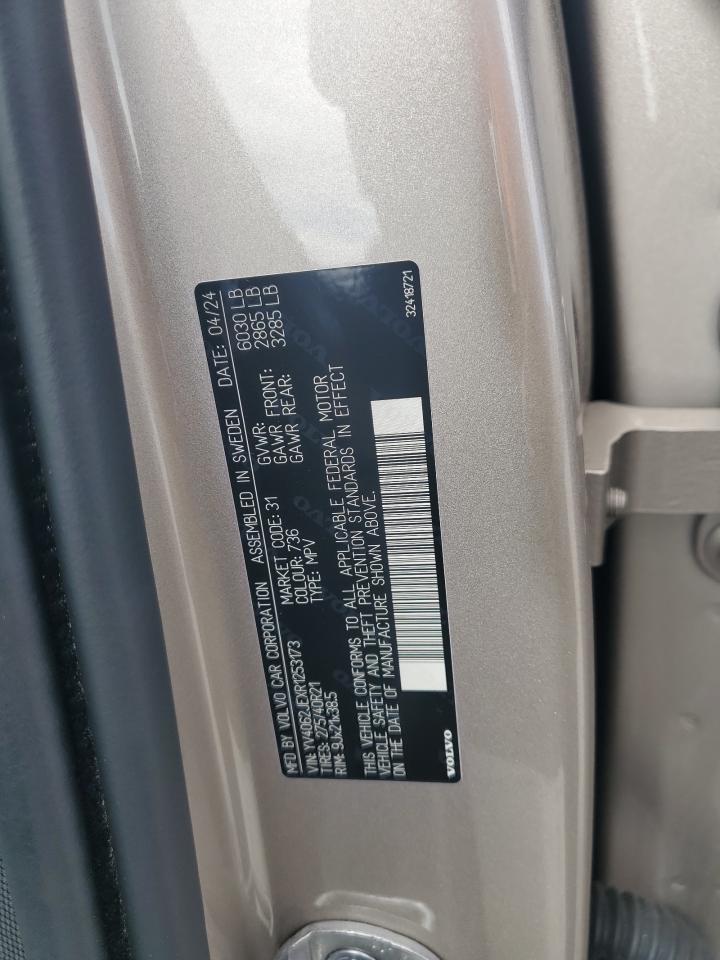 MFD BY VOLVO CAR CORPORATION ASSEMBLED IN SWEDEN DATE: 04/24
VIN: YV4062JEXR1253173 MARKET CODE: 31 GVWR: 6030 LB
TIRES: 275/40R21 COLOUR: 736 GAWR FRONT: 2865 LB
RIM: 9Jx21x38.5 TYPE: MPV GAWR REAR: 3285 LB
THIS VEHICLE CONFORMS TO ALL APPLICABLE FEDERAL MOTOR
VEHICLE SAFETY AND THEFT PREVENTION STANDARDS IN EFFECT
ON THE DATE OF MANUFACTURE SHOWN ABOVE.
VOLVO 32418721